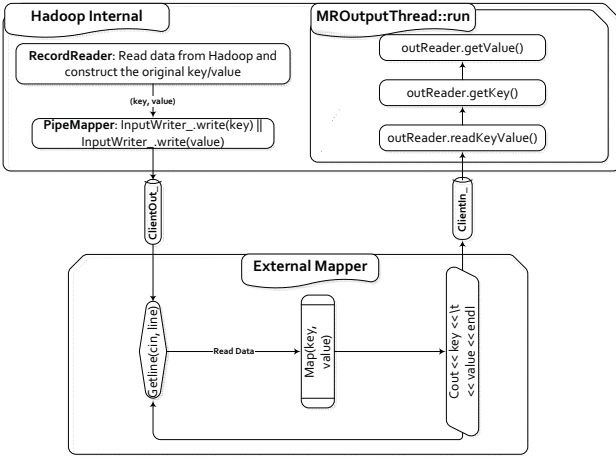 Hadoop Internal
MROutputThread::run
RecordReader: Read data from Hadoop and
construct the original key/value
(key, value)
PipeMapper: InputWriter_.write(key) ||
InputWriter_.write(value)
outReader.getValue()
outReader.getKey()
outReader.readKeyValue()
ClientOut_
ClientIn_
External Mapper
Getline(cin, line)
Read Data
Map(key,
value)
Cout << key <<\t
<< value << endl